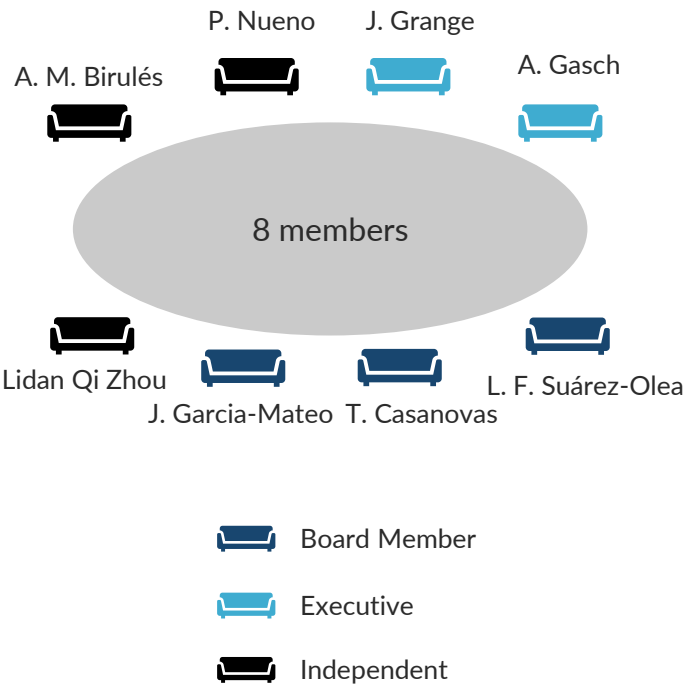 P. Nueno
J. Grange
A. M. Birulés
A. Gasch
8 members
Lidan Qi Zhou
J. Garcia-Mateo
T. Casanovas
L. F. Suárez-Olea
Board Member
Executive
Independent